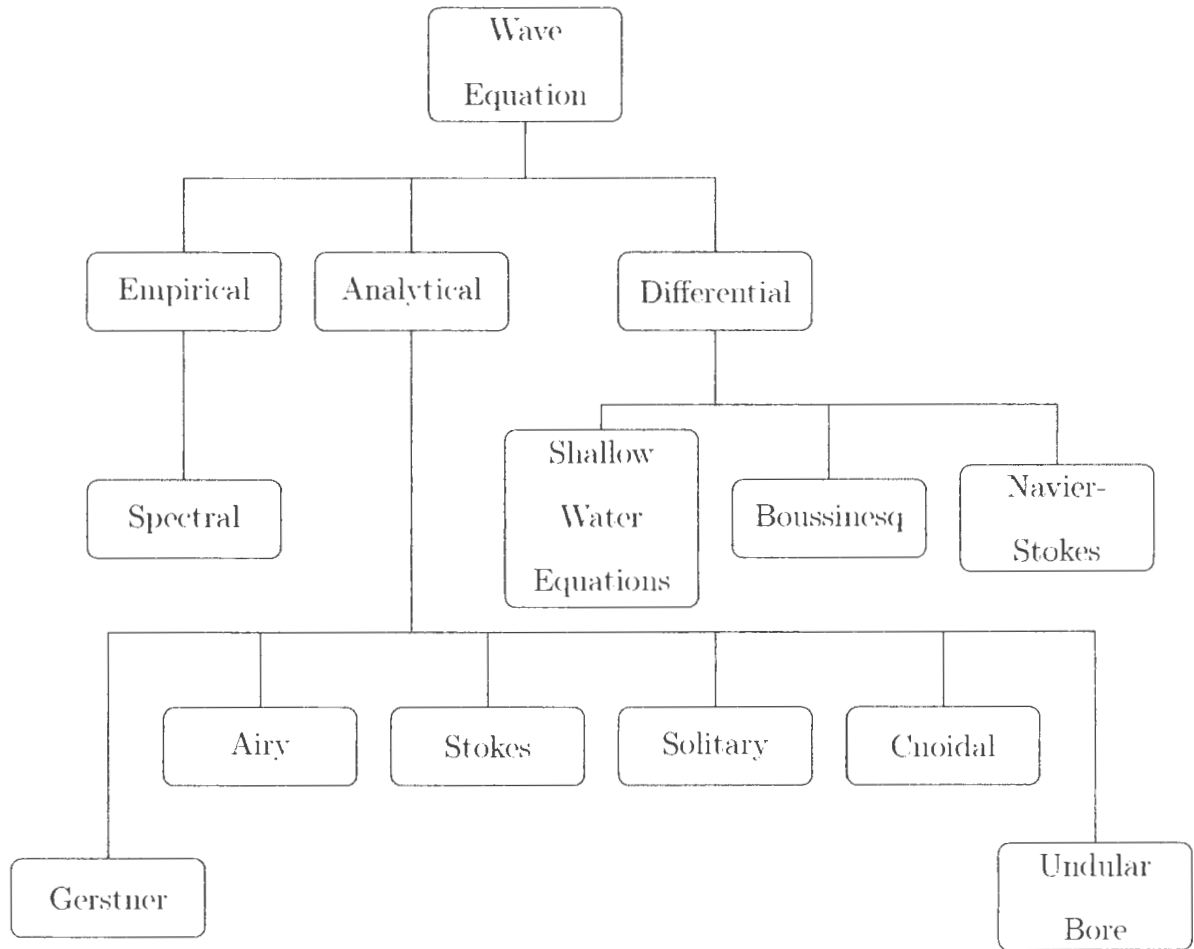 Wave
Equation
Empirical
Analytical
Differential
Spectral
Shallow
Water
Equations
Boussinesq
Navier-
Stokes
Airy
Stokes
Solitary
Cnoidal
Gerstner
Undular
Bore